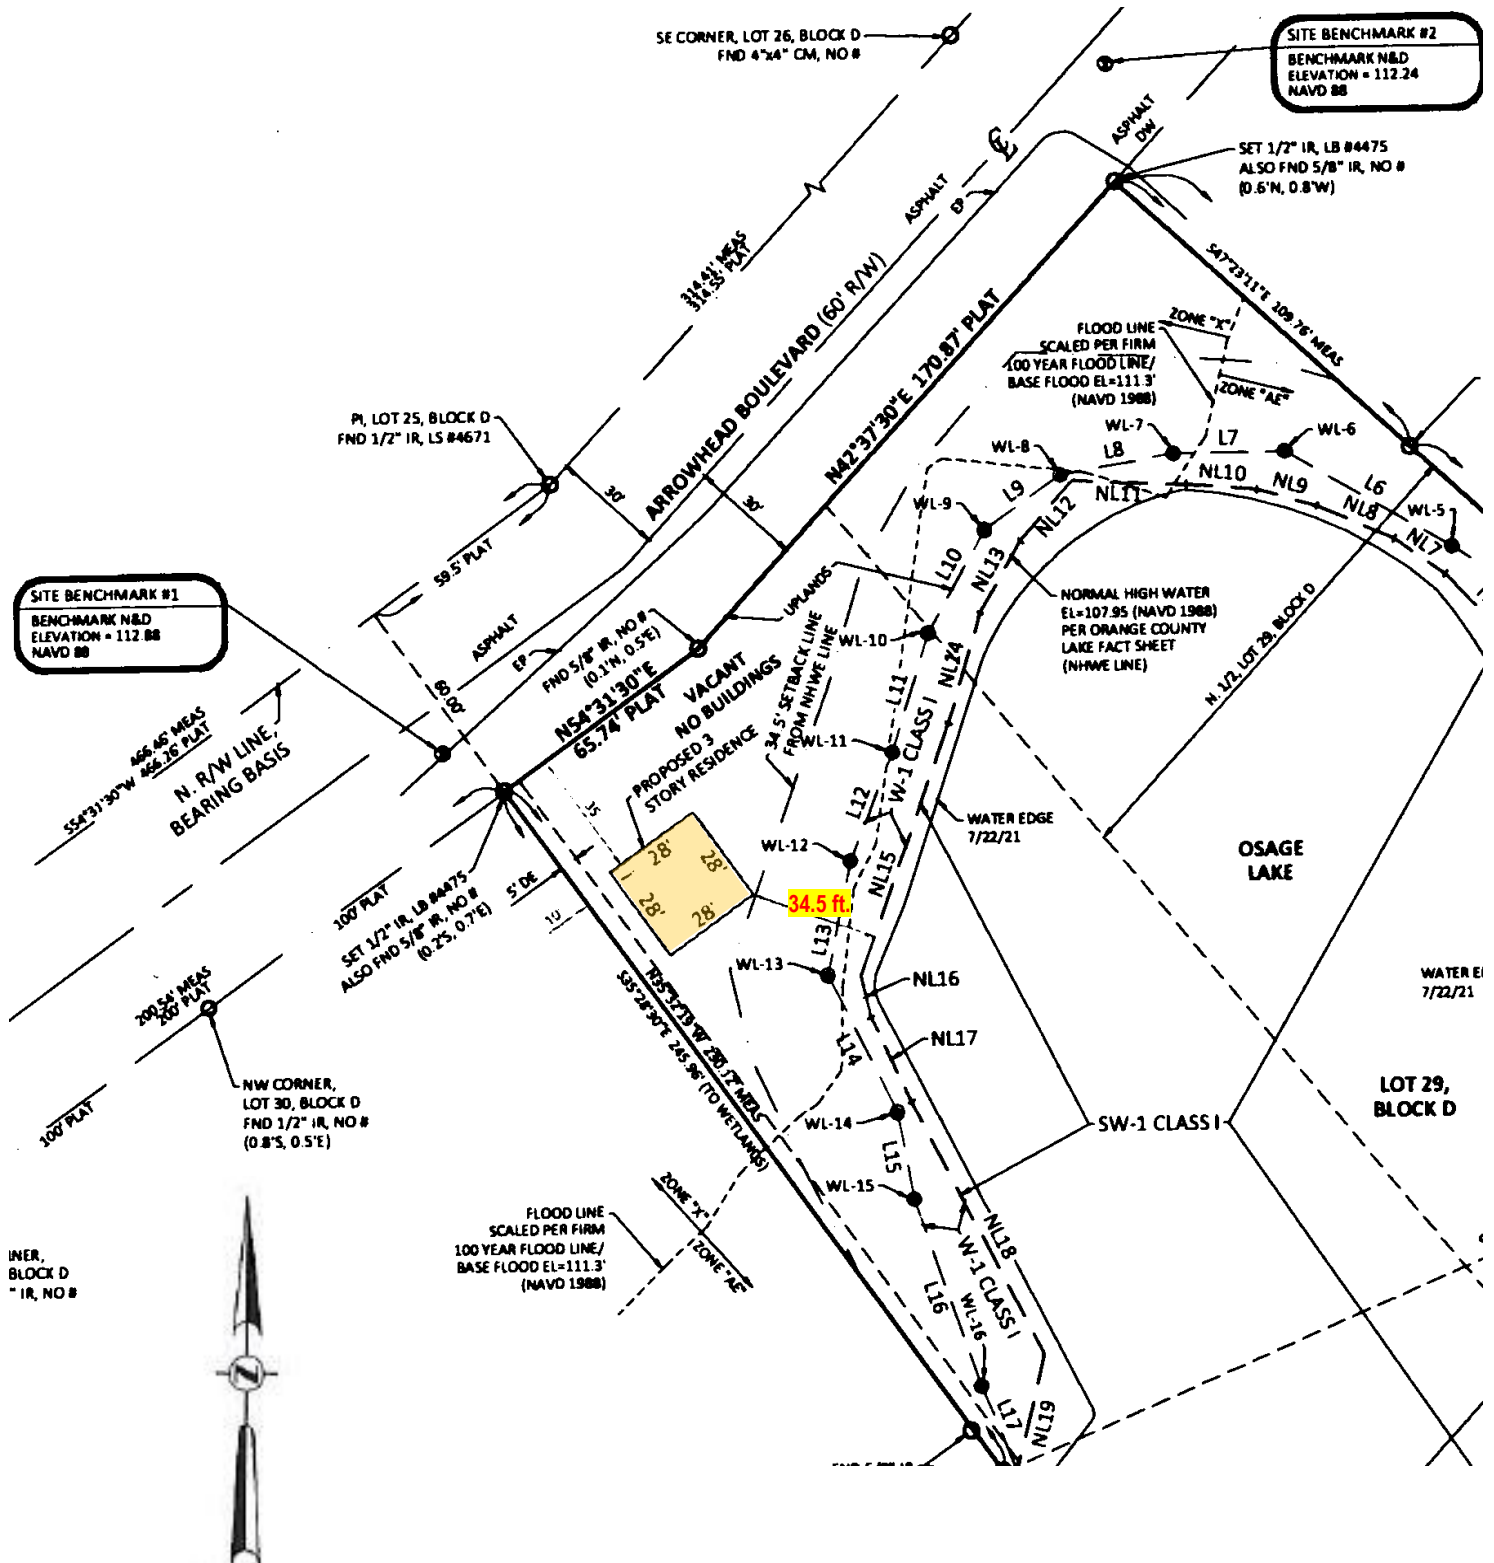 SE CORNER, LOT 26, BLOCK D
FND 4"x4" CM, NO #
SITE BENCHMARK #2
BENCHMARK N&D
ELEVATION = 112.24
NAVD 88
ASPHALT
DW
SET 1/2" IR, LB #4475
ALSO FND 5/8" IR, NO #
(0.6'N, 0.8'W)
ASPHALT
EP
314.41' MEAS
314.55' PLAT
ARROWHEAD BOULEVARD (60' R/W)
N42°37'30"E 170.87' PLAT
S47°23'11"E 109.76' MEAS
FLOOD LINE
SCALED PER FIRM
100 YEAR FLOOD LINE/
BASE FLOOD EL=111.3'
(NAVD 1988)
ZONE "X"
ZONE "AE"
PI, LOT 25, BLOCK D
FND 1/2" IR, LS #4671
30'
30'
59.5' PLAT
WL-8
L8
WL-7
L7
WL-6
L6
WL-5
L9
WL-9
NL12
NL11
NL10
NL9
NL8
NL7
L10
NL13
SITE BENCHMARK #1
BENCHMARK N&D
ELEVATION = 112.88
NAVD 88
ASPHALT
EP
60.00'
FND 5/8" IR, NO #
(0.1'N, 0.5'E)
N54°31'30"E
65.74' PLAT
UPLANDS
VACANT
NO BUILDINGS
34.5' SETBACK LINE
FROM NHWE LINE
WL-10
NL24
NORMAL HIGH WATER
EL=107.95 (NAVD 1988)
PER ORANGE COUNTY
LAKE FACT SHEET
(NHWE LINE)
N. 1/2, LOT 29, BLOCK D
466.46' MEAS
S54°31'30"W 466.26' PLAT
N. R/W LINE,
BEARING BASIS
L11
WL-11
W-1 CLASS I
PROPOSED 3
STORY RESIDENCE
35
L12
WL-12
WATER EDGE
7/22/21
OSAGE
LAKE
28'
28'
28'
28'
34.5 ft.
NL15
100' PLAT
SET 1/2" IR, LB #4475
ALSO FND 5/8" IR, NO #
(0.2'S, 0.7'E)
5' DE
10'
L13
WL-13
NL16
WATER E
7/22/21
200.54' MEAS
200' PLAT
N35°32'19"W 230.12' MEAS
S35°28'30"E 245.96' (TO WETLANDS)
L14
NL17
NW CORNER,
LOT 30, BLOCK D
FND 1/2" IR, NO #
(0.8'S, 0.5'E)
100' PLAT
LOT 29,
BLOCK D
WL-14
SW-1 CLASS I
L15
WL-15
ZONE "X"
ZONE "AE"
FLOOD LINE
SCALED PER FIRM
100 YEAR FLOOD LINE/
BASE FLOOD EL=111.3'
(NAVD 1988)
NL18
W-1 CLASS I
L16
WL-16
NER,
BLOCK D
" IR, NO #
N
L17
NL19